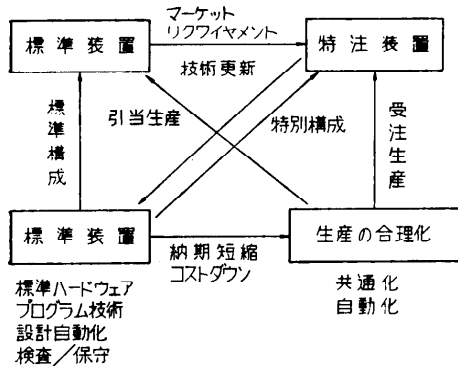 マーケット
リクワイヤメント
標準装置
特注装置
技術更新
標準構成
引当生産
特別構成
受注生産
標準装置
生産の合理化
納期短縮
コストダウン
標準ハードウェア
プログラム技術
設計自動化
検査／保守
共通化
自動化